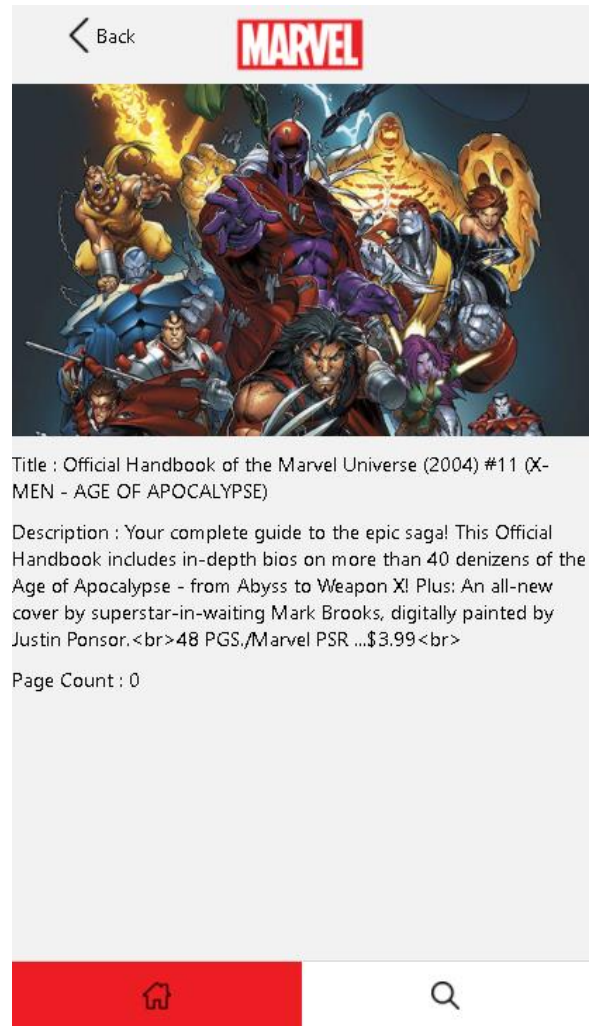 Back
MARVEL
Title : Official Handbook of the Marvel Universe (2004) #11 (X-
MEN - AGE OF APOCALYPSE)
Description : Your complete guide to the epic saga! This Official
Handbook includes in-depth bios on more than 40 denizens of the
Age of Apocalypse - from Abyss to Weapon X! Plus: An all-new
cover by superstar-in-waiting Mark Brooks, digitally painted by
Justin Ponsor.<br>48 PGS./Marvel PSR ...$3.99<br>
Page Count : 0